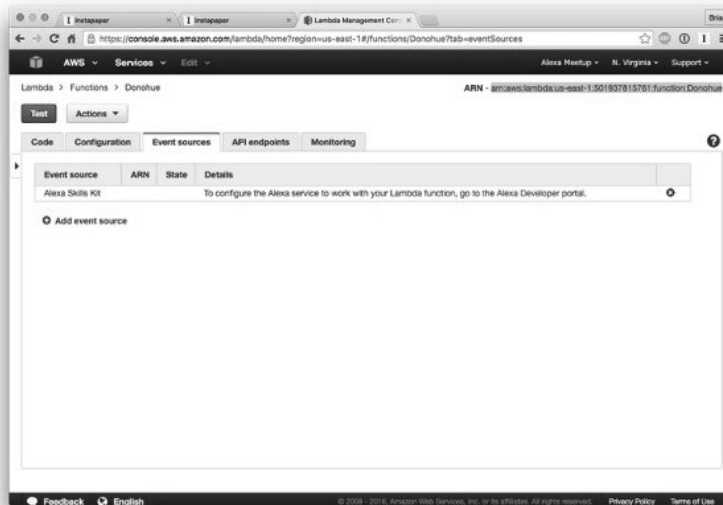 Instapaper
Instapaper
Lambda Management Con
Bria
https://console.aws.amazon.com/lambda/home?region=us-east-1#/functions/Donohue?tab=eventSources
AWS Services Edit Alexa Meetup N. Virginia Support
Lambda > Functions > Donohue ARN - arn:aws:lambda:us-east-1:501937815761:function:Donohue
Test Actions
Code Configuration Event sources API endpoints Monitoring
Event source ARN State Details
Alexa Skills Kit To configure the Alexa service to work with your Lambda function, go to the Alexa Developer portal.
Add event source
Feedback English © 2008 - 2016, Amazon Web Services, Inc. or its affiliates. All rights reserved. Privacy Policy Terms of Use